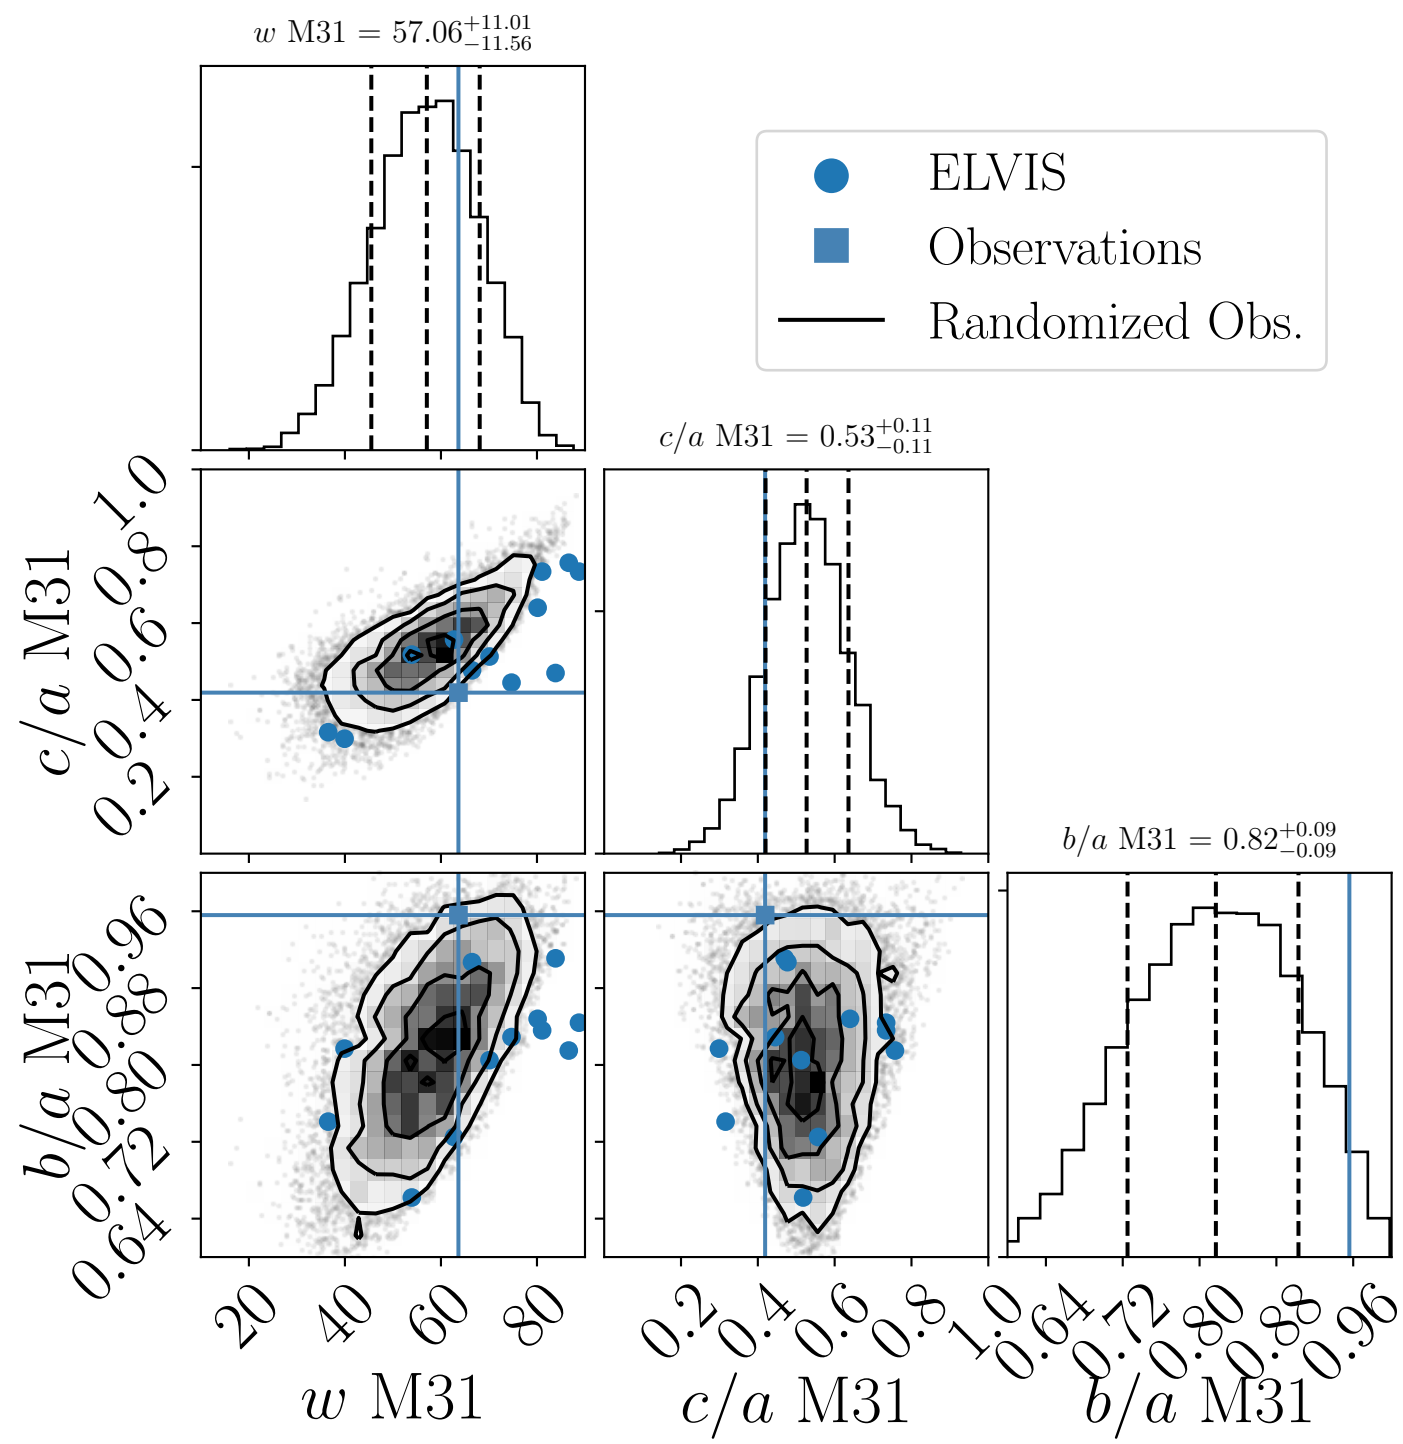 w M31 = 57.06+11.01−11.56
ELVIS
Observations
Randomized Obs.
c/a M31 = 0.53+0.11−0.11
c/a M31
1.0
0.8
0.6
0.4
0.2
b/a M31 = 0.82+0.09−0.09
b/a M31
0.96
0.88
0.80
0.72
0.64
20 40 60 80
0.2 0.4 0.6 0.8 1.0
0.64 0.72 0.80 0.88 0.96
w M31
c/a M31
b/a M31